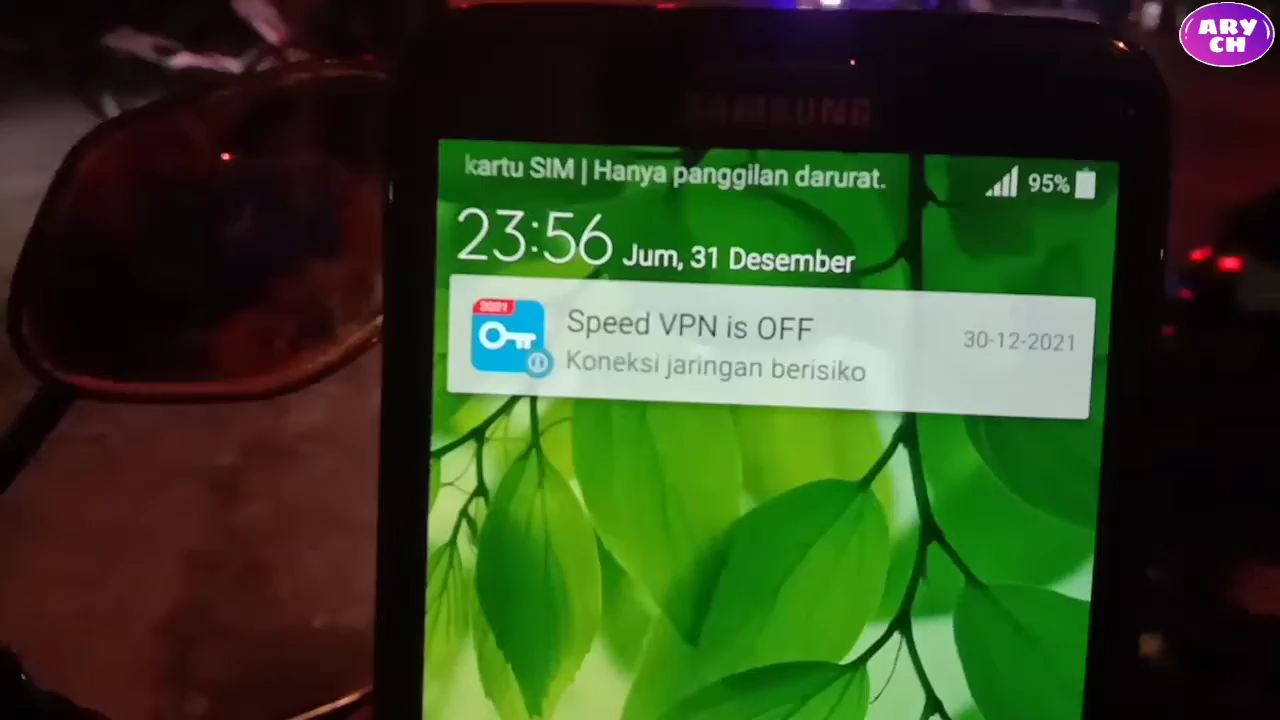 ARY
CH
SAMSUNG
kartu SIM | Hanya panggilan darurat.
95%
23:56 Jum, 31 Desember
2021
Speed VPN is OFF
30-12-2021
Koneksi jaringan berisiko